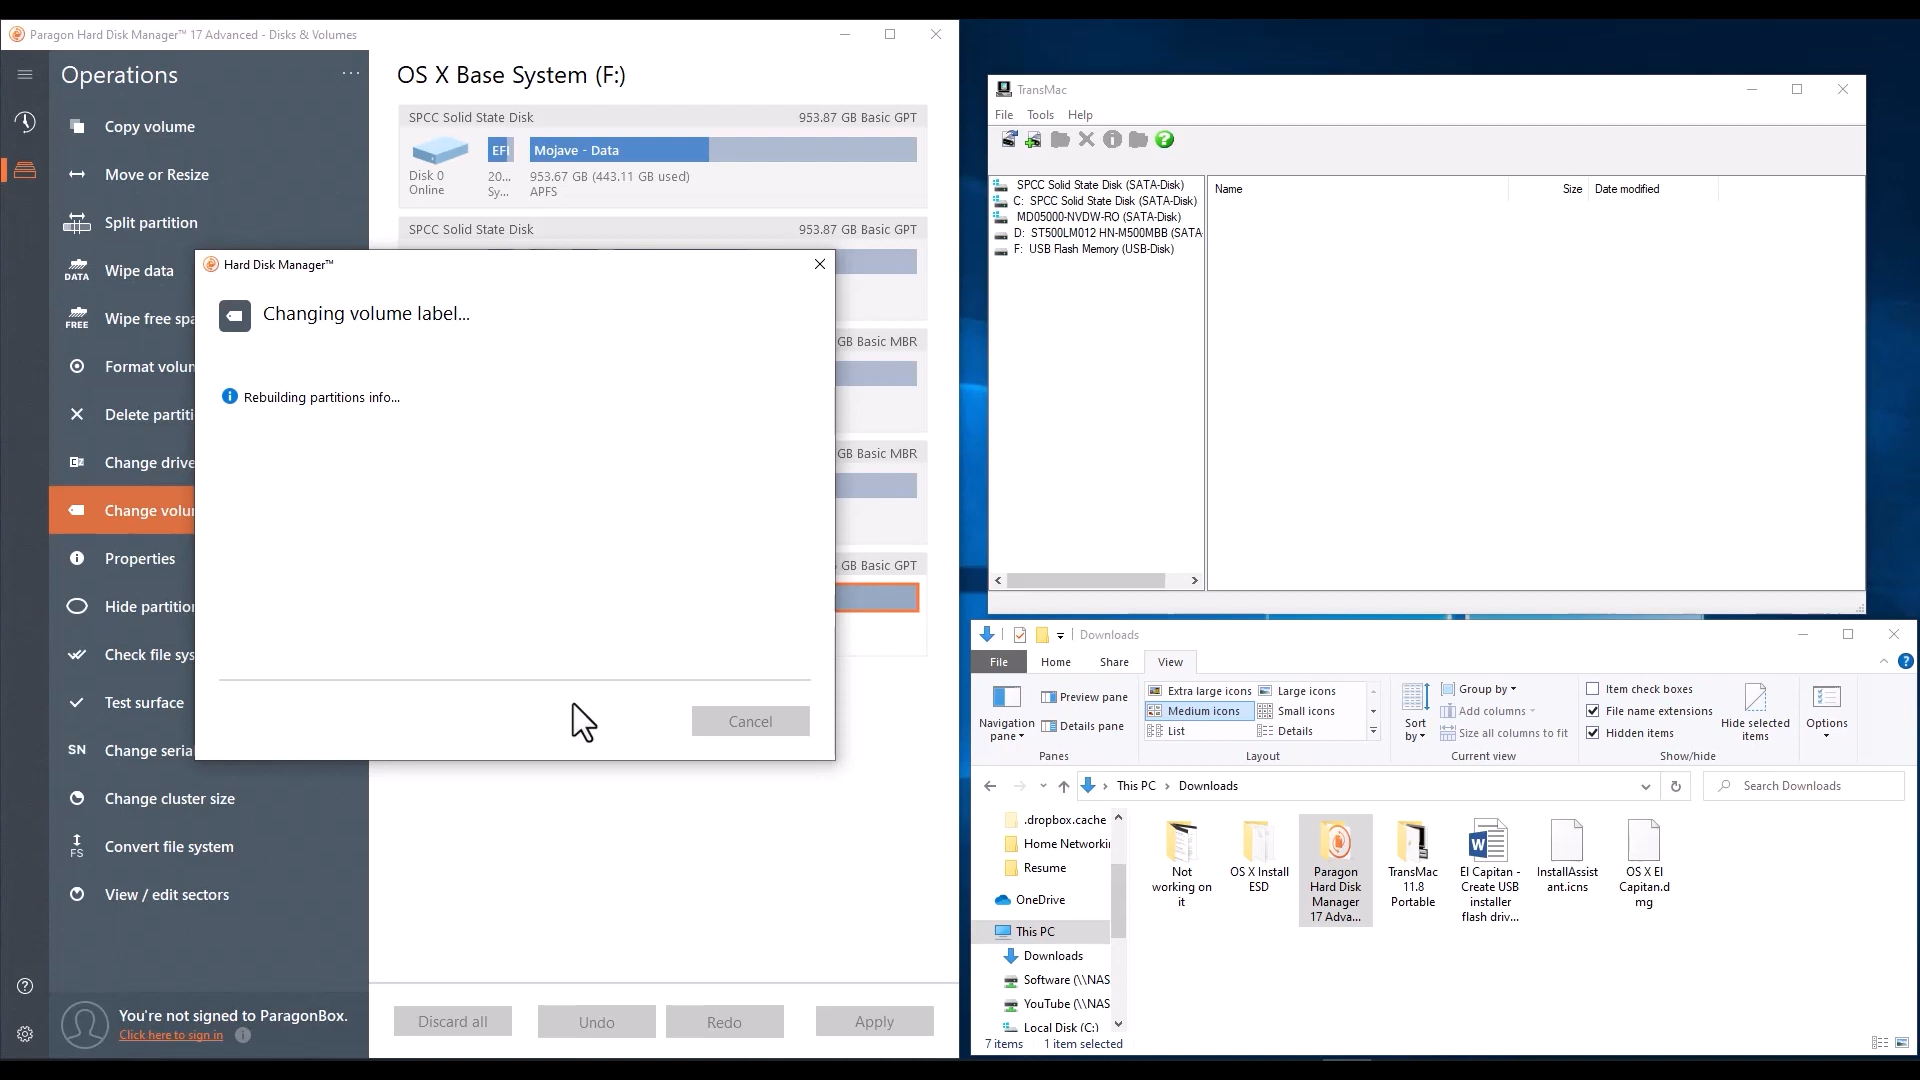 Paragon Hard Disk Manager™ 17 Advanced - Disks & Volumes
Operations
...
Copy volume
Move or Resize
Split partition
DATA
Wipe data
FREE
Wipe free spa
Format volum
Delete partiti
Change drive
Change volur
Properties
Hide partition
Check file sys
Test surface
SN
Change seria
Change cluster size
FS
Convert file system
View / edit sectors
You're not signed to ParagonBox.
Click here to sign in
OS X Base System (F:)
SPCC Solid State Disk
953.87 GB Basic GPT
Disk 0
Online
EFI
20...
Sy...
Mojave - Data
953.67 GB (443.11 GB used)
APFS
SPCC Solid State Disk
953.87 GB Basic GPT
GB Basic MBR
GB Basic MBR
GB Basic GPT
Hard Disk Manager™
Changing volume label...
Rebuilding partitions info...
Cancel
Discard all
Undo
Redo
Apply
TransMac
File
Tools
Help
SPCC Solid State Disk (SATA-Disk)
C: SPCC Solid State Disk (SATA-Disk)
MD05000-NVDW-RO (SATA-Disk)
D: ST500LM012 HN-M500MBB (SATA-
F: USB Flash Memory (USB-Disk)
Name
Size
Date modified
Downloads
File
Home
Share
View
Navigation
pane
Preview pane
Details pane
Panes
Extra large icons
Large icons
Medium icons
Small icons
List
Details
Layout
Sort
by
Group by
Add columns
Size all columns to fit
Current view
Item check boxes
File name extensions
Hidden items
Hide selected
items
Show/hide
Options
This PC
Downloads
Search Downloads
.dropbox.cache
Home Networkin
Resume
OneDrive
This PC
Downloads
Software (\\NAS
YouTube (\\NAS
Local Disk (C:)
Not
working on
it
OS X Install
ESD
Paragon
Hard Disk
Manager
17 Adva...
TransMac
11.8
Portable
El Capitan -
Create USB
installer
flash driv...
InstallAssist
ant.icns
OS X El
Capitan.d
mg
7 items
1 item selected